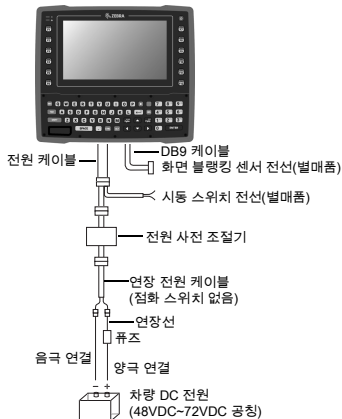 ZEBRA
SPACE
ENTER
전원 케이블
DB9 케이블
화면 블랭킹 센서 전선(별매품)
시동 스위치 전선(별매품)
전원 사전 조절기
연장 전원 케이블
(점화 스위치 없음)
연장선
퓨즈
음극 연결
양극 연결
– +
차량 DC 전원
(48VDC~72VDC 공칭)